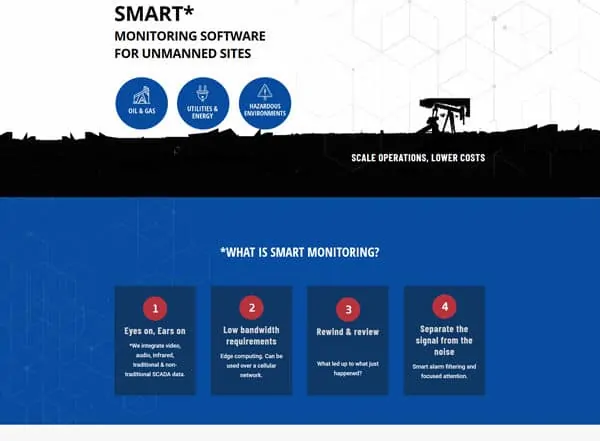 SMART*
MONITORING SOFTWARE
FOR UNMANNED SITES
OIL & GAS
UTILITIES &
ENERGY
HAZARDOUS
ENVIRONMENTS
SCALE OPERATIONS, LOWER COSTS
*WHAT IS SMART MONITORING?
1
Eyes on, Ears on
*We integrate video,
audio, infrared,
traditional & non-
traditional SCADA data.
2
Low bandwidth
requirements
Edge computing. Can be
used over a cellular
network.
3
Rewind & review
What led up to what just
happened?
4
Separate the
signal from the
noise
Smart alarm filtering and
focused attention.